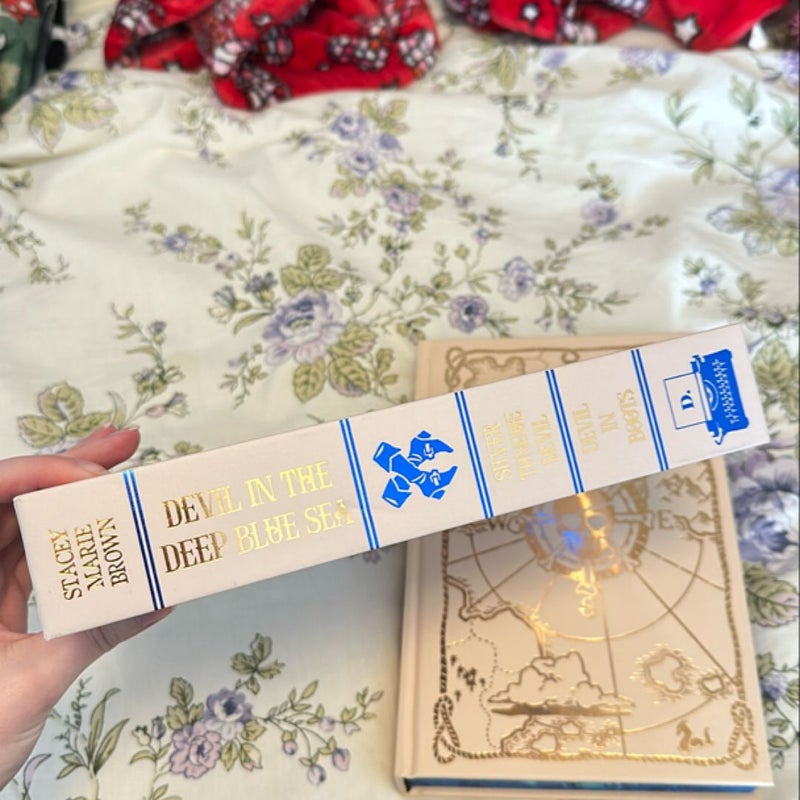 STACEY
MARIE
BROWN
DEVIL IN THE
DEEP BLUE SEA
SILVER
TONGUE
DEVIL
DEVIL
IN
BOOTS
D.
W
E